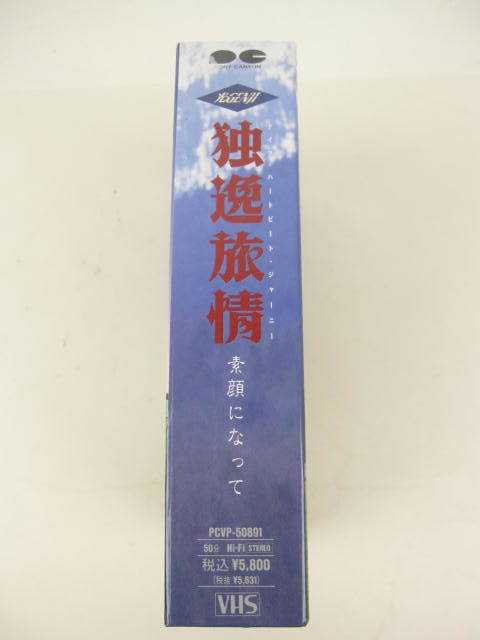 PONY CANYON
光GENJI
独逸旅情
ハートビート・ジャーニー
素顔になって
PCVP-50891
50分 Hi-Fi STEREO
税込 ¥5,800
(税抜 ¥5,631)
VHS